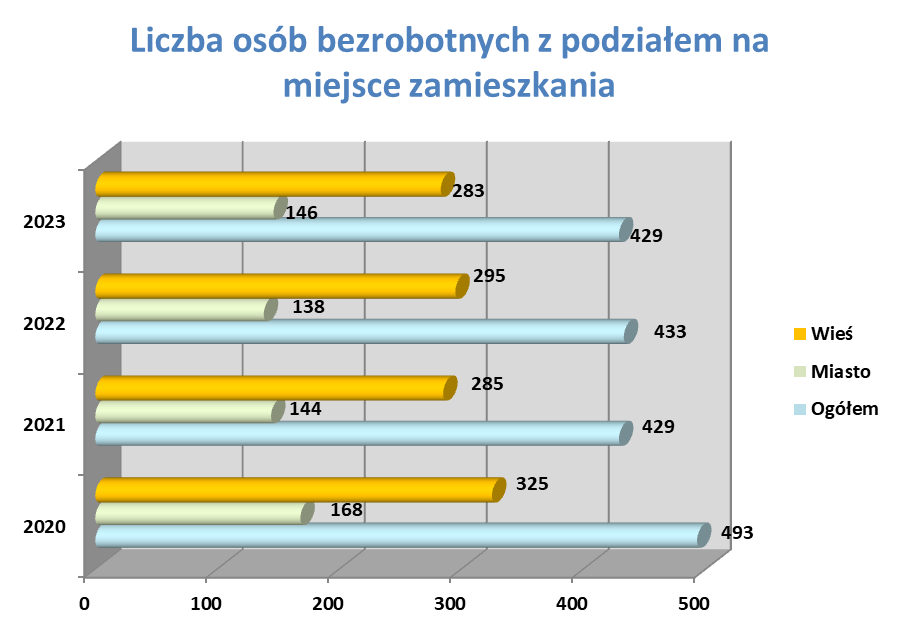 Liczba osób bezrobotnych z podziałem na
miejsce zamieszkania
2023
283
146
429
2022
295
138
433
2021
285
144
429
2020
325
168
493
0 100 200 300 400 500
Wieś
Miasto
Ogółem